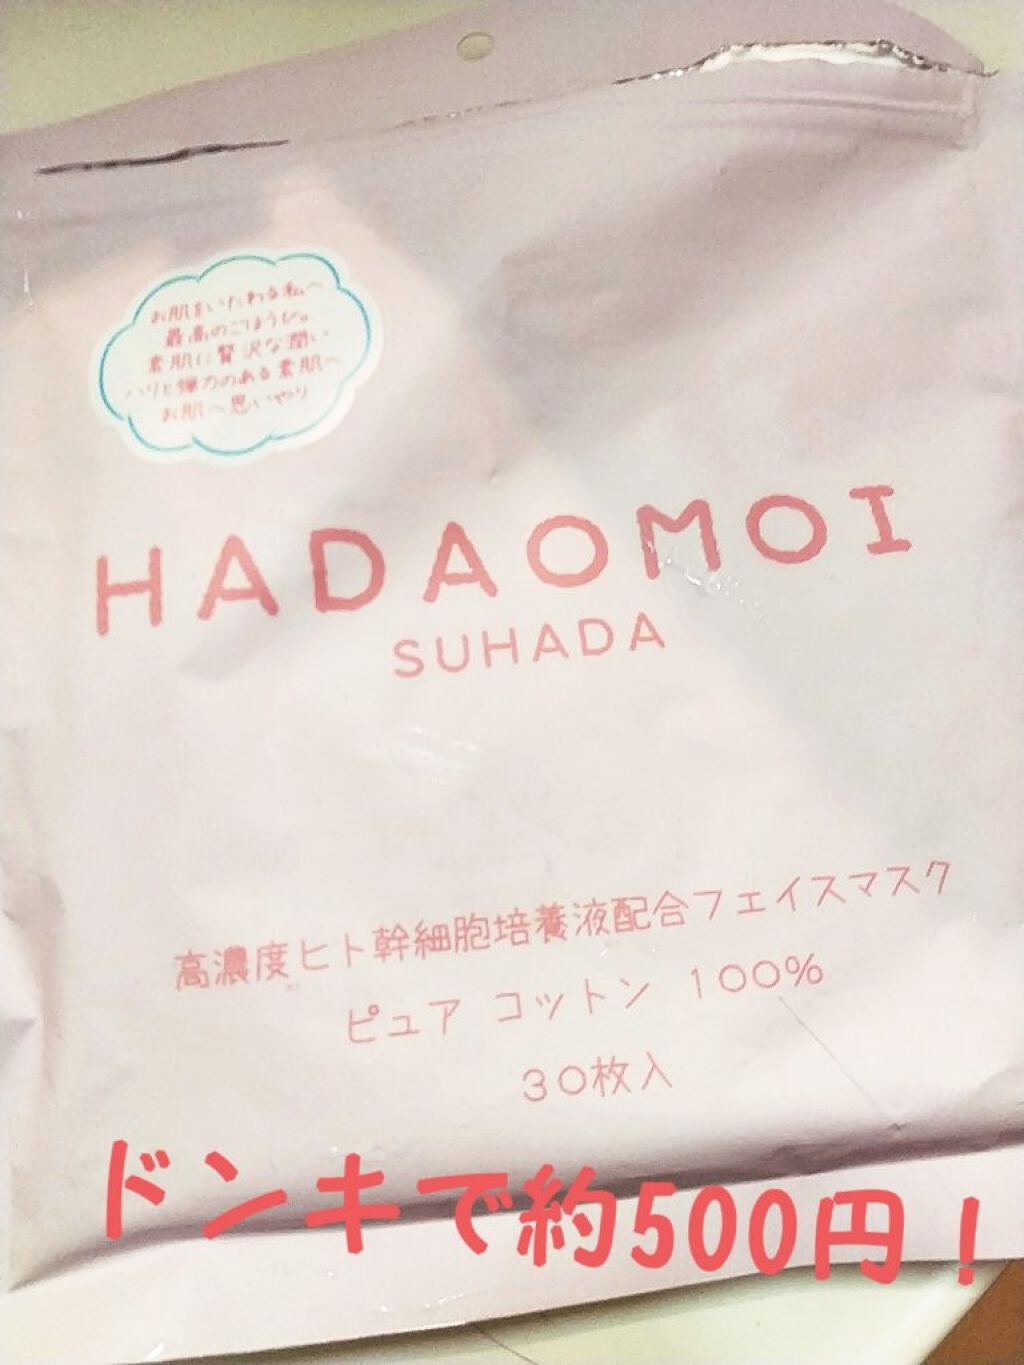 お肌をいたわる私へ
最高のごほうび。
素肌に贅沢な潤い
ハリと弾力のある素肌へ
お肌へ思いやり
HADAOMOI
SUHADA
高濃度ヒト幹細胞培養液配合フェイスマスク
ピュア コットン 100%
30枚入
ドンキで約500円！